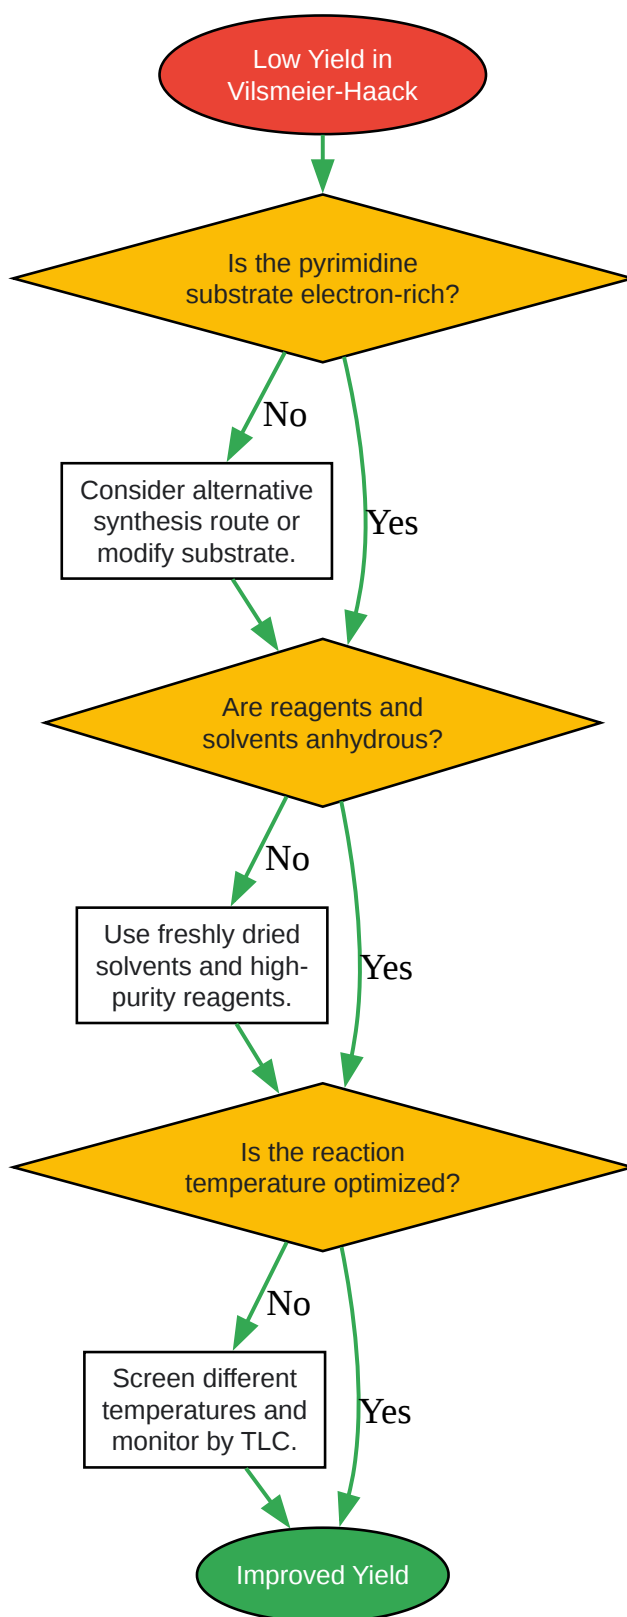 Low Yield in
Vilsmeier-Haack
Is the pyrimidine
substrate electron-rich?
No
Consider alternative
synthesis route or
modify substrate.
Yes
Are reagents and
solvents anhydrous?
No
Use freshly dried
solvents and high-
purity reagents.
Yes
Is the reaction
temperature optimized?
No
Screen different
temperatures and
monitor by TLC.
Yes
Improved Yield